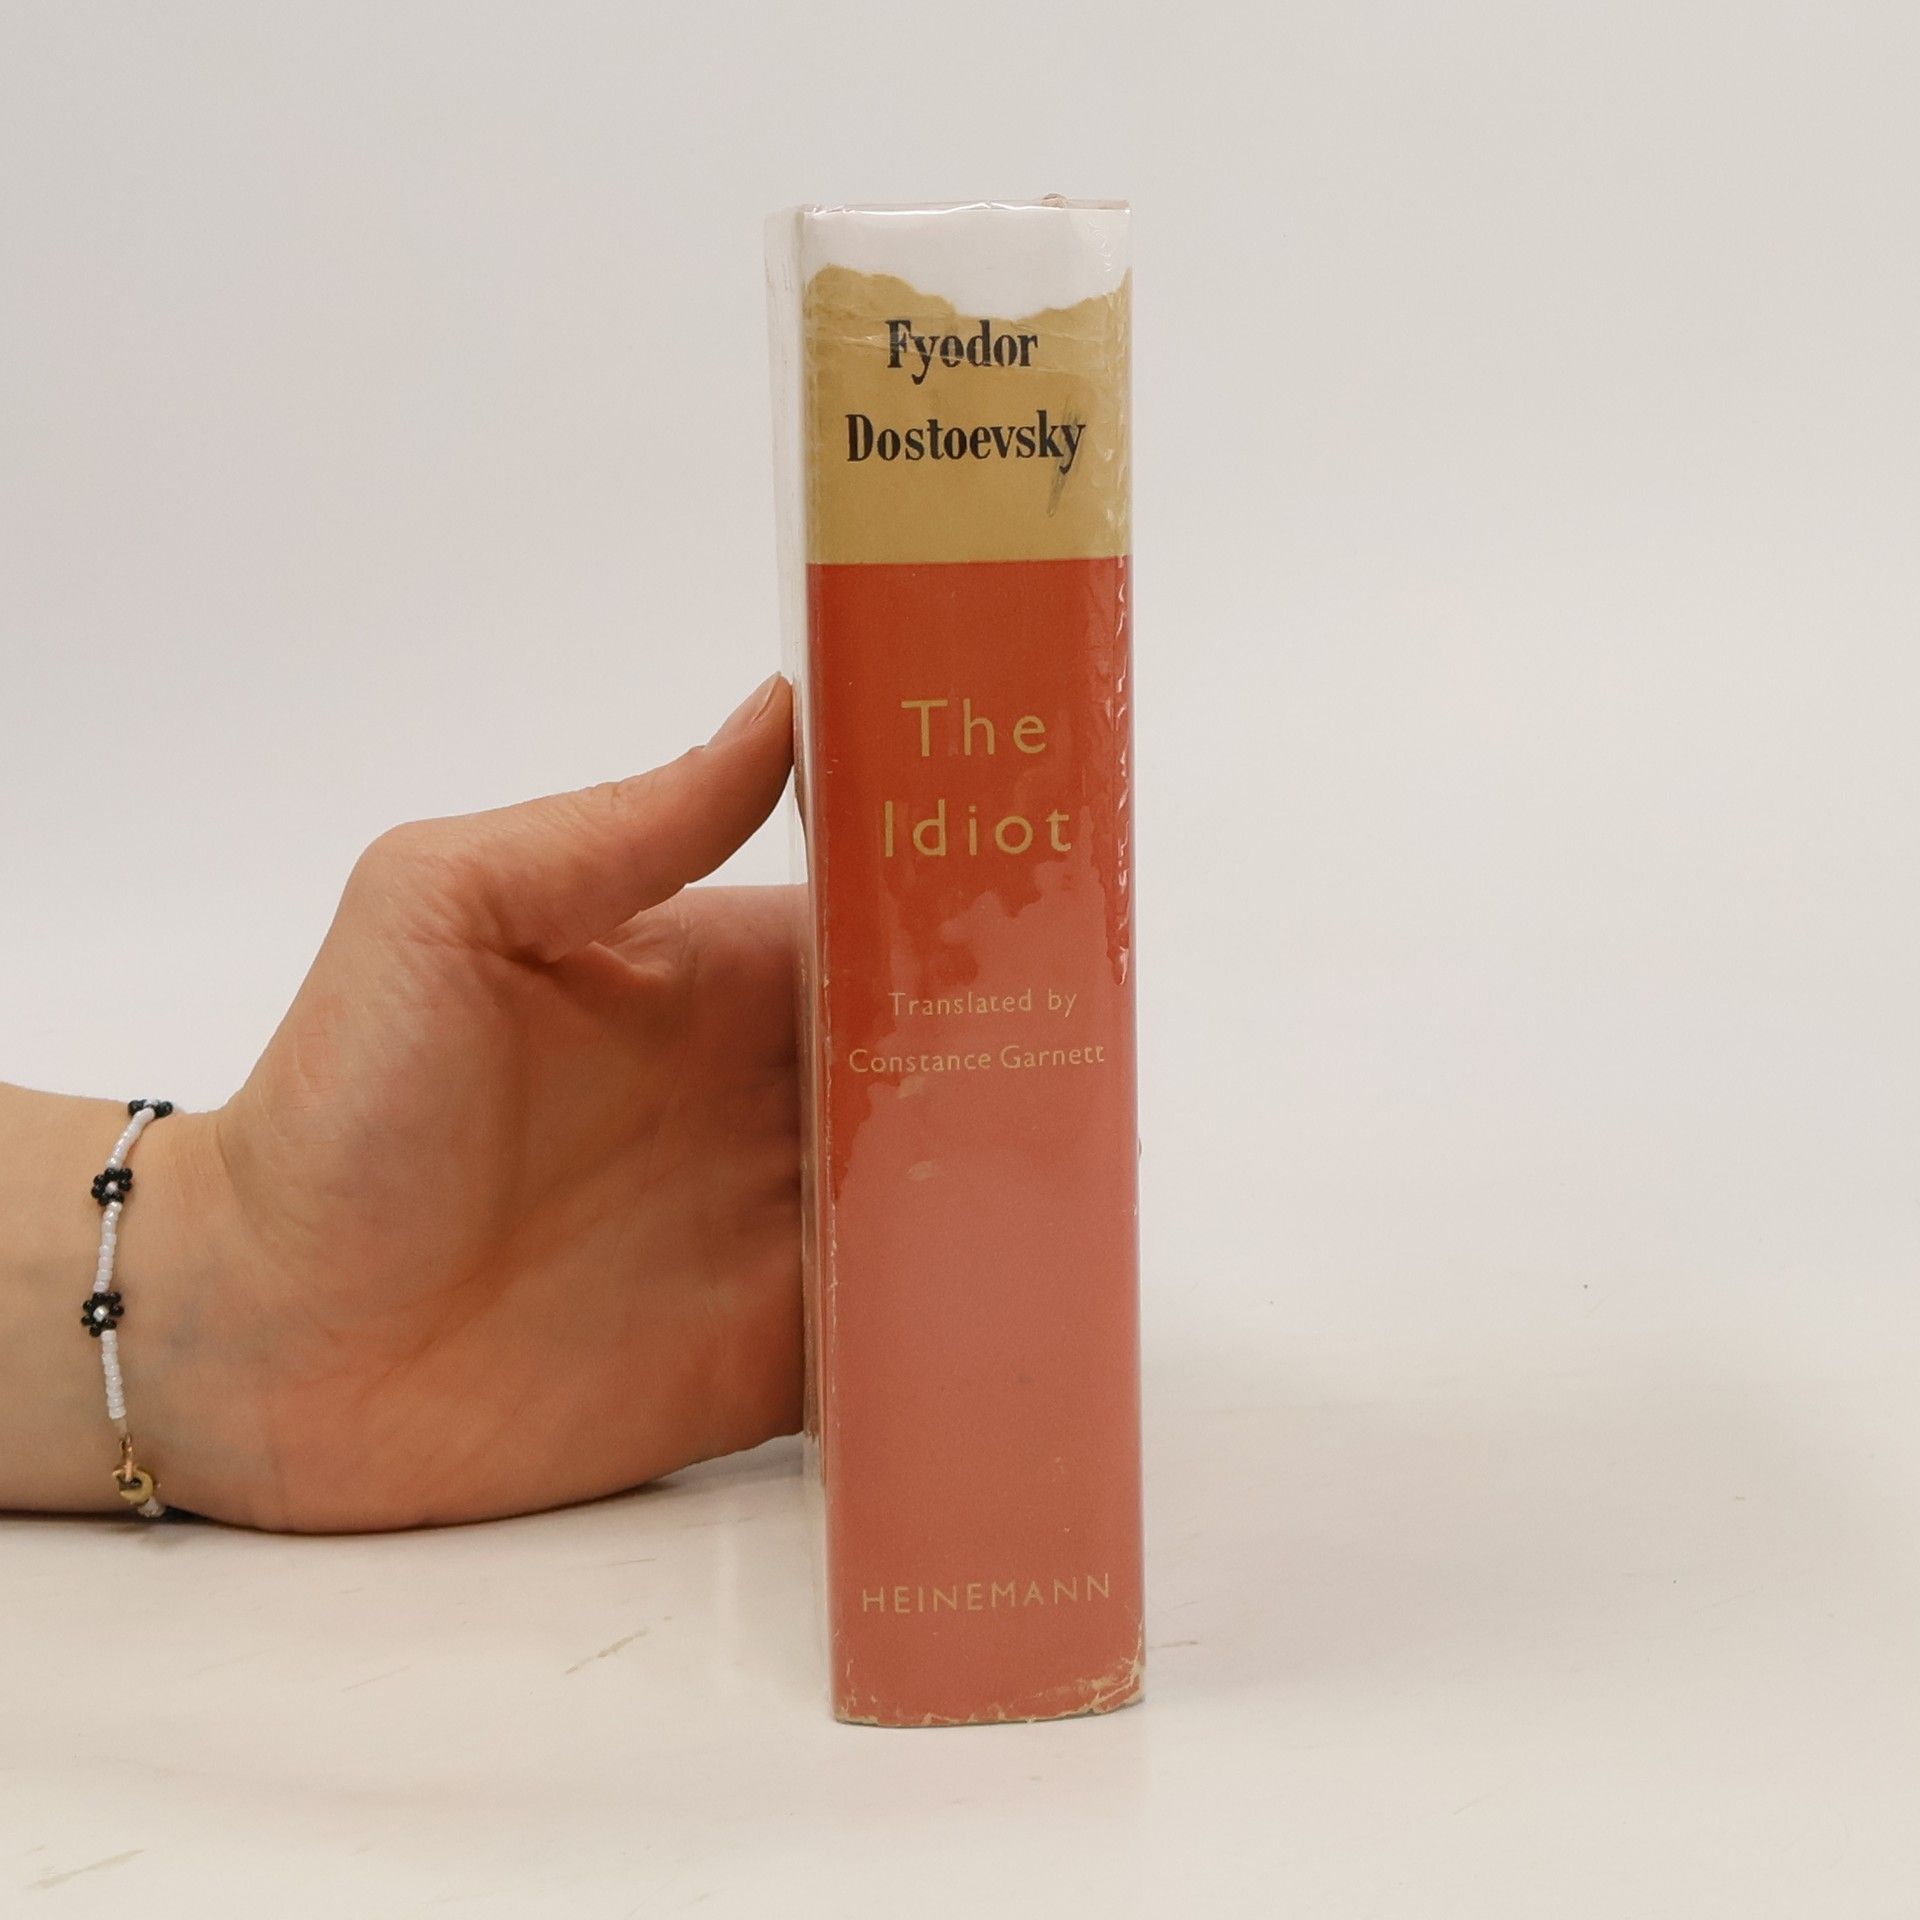 Fyodor
Dostoevsky
The
Idiot
Translated by
Constance Garnett
HEINEMANN